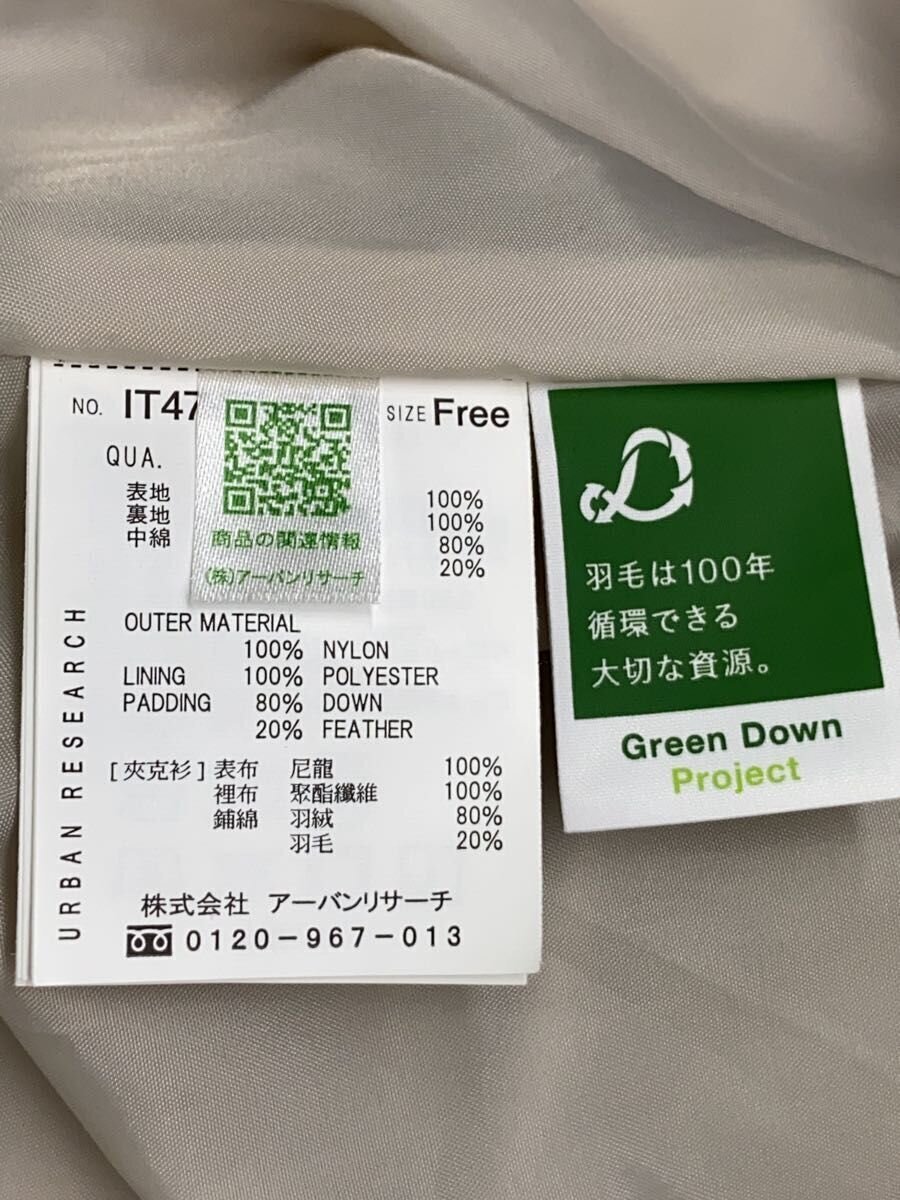 NO. IT47
SIZE Free
QUA.
表地 100%
裏地 100%
中綿 80%
20%
商品の関連情報
(株)アーバンリサーチ
OUTER MATERIAL
100% NYLON
LINING 100% POLYESTER
PADDING 80% DOWN
20% FEATHER
[夾克衫] 表布 尼龍 100%
裡布 聚酯纖維 100%
鋪綿 羽絨 80%
羽毛 20%
URBAN RESEARCH
株式会社 アーバンリサーチ
0120-967-013
羽毛は100年
循環できる
大切な資源。
Green Down
Project